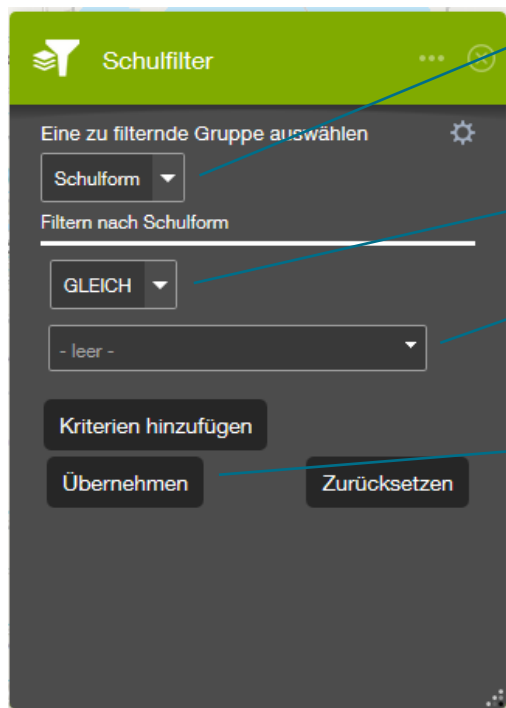 Schulfilter
Eine zu filternde Gruppe auswählen
Schulform
Filtern nach Schulform
GLEICH
- leer -
Kriterien hinzufügen
Übernehmen Zurücksetzen